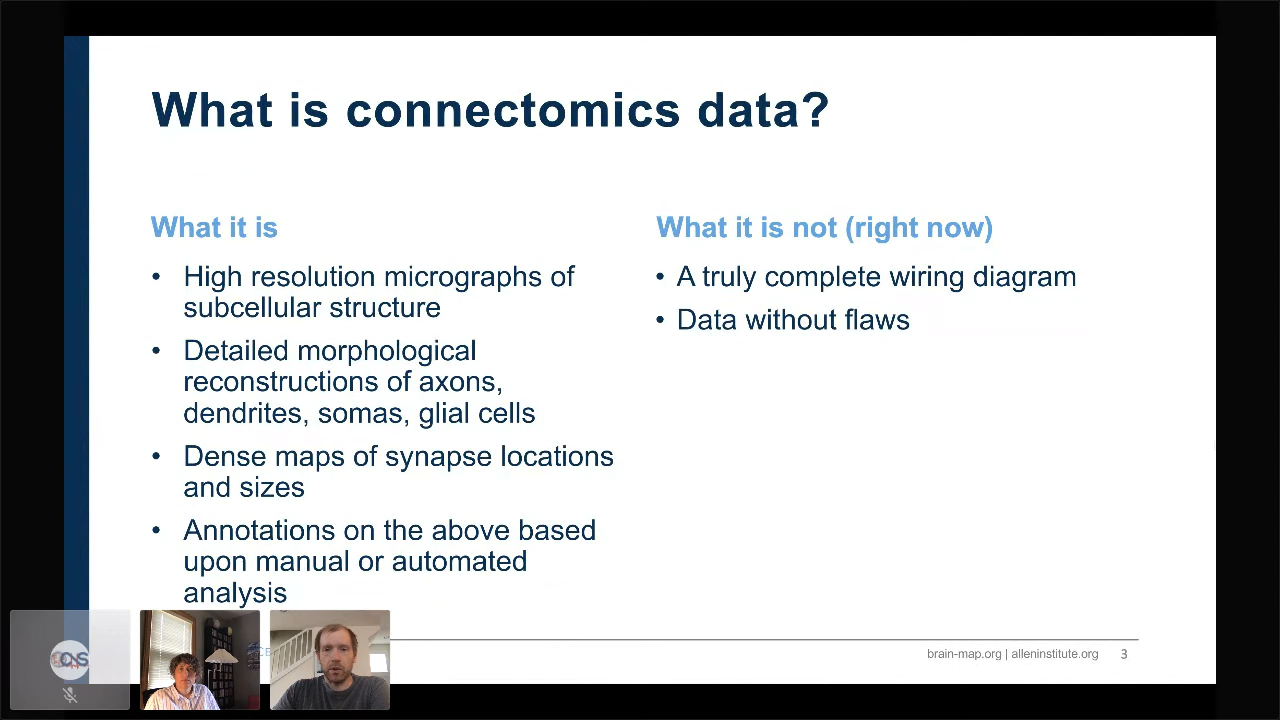 What is connectomics data?
What it is
• High resolution micrographs of
subcellular structure
• Detailed morphological
reconstructions of axons,
dendrites, somas, glial cells
• Dense maps of synapse locations
and sizes
• Annotations on the above based
upon manual or automated
analysis
What it is not (right now)
• A truly complete wiring diagram
• Data without flaws
brain-map.org | alleninstitute.org 3